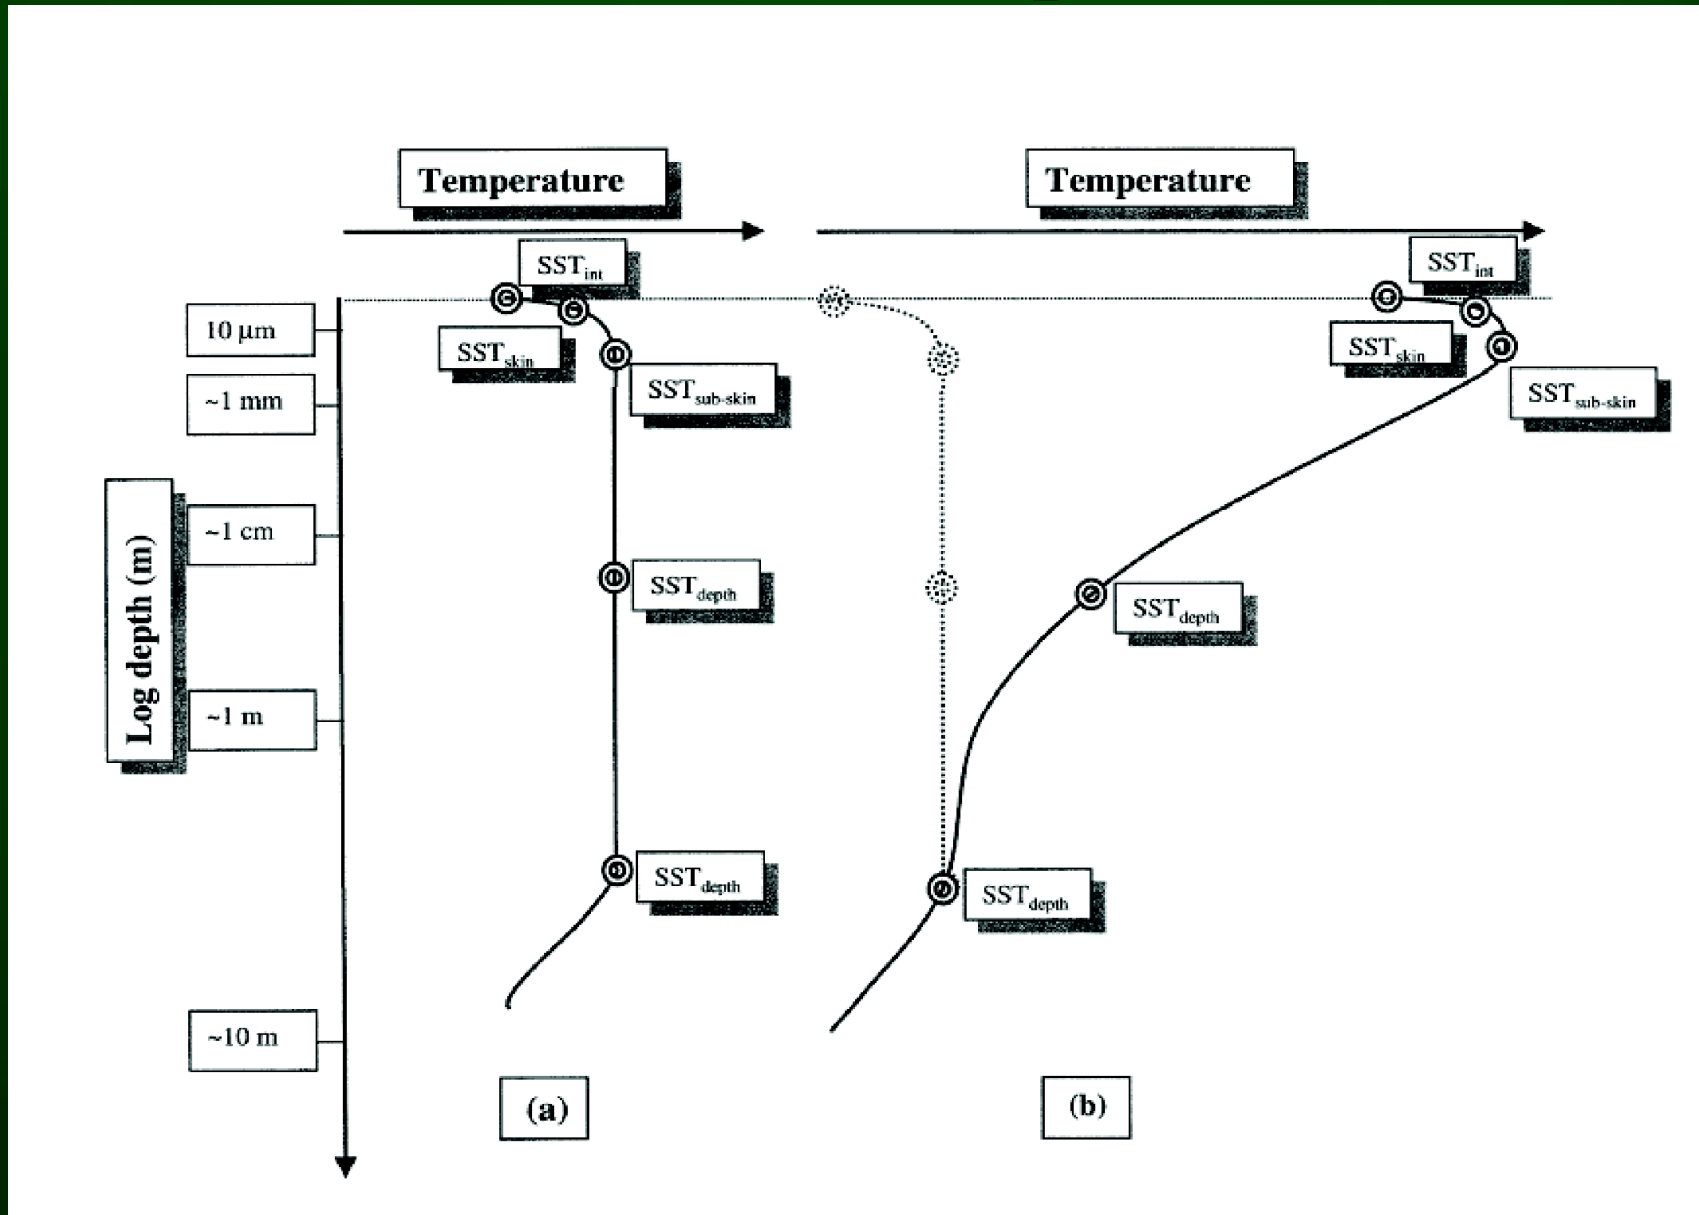 Temperature
Temperature
SST_int
SST_int
10 µm
SST_skin
SST_skin
~1 mm
SST_sub-skin
SST_sub-skin
Log depth (m)
~1 cm
SST_depth
SST_depth
~1 m
SST_depth
SST_depth
~10 m
(a)
(b)